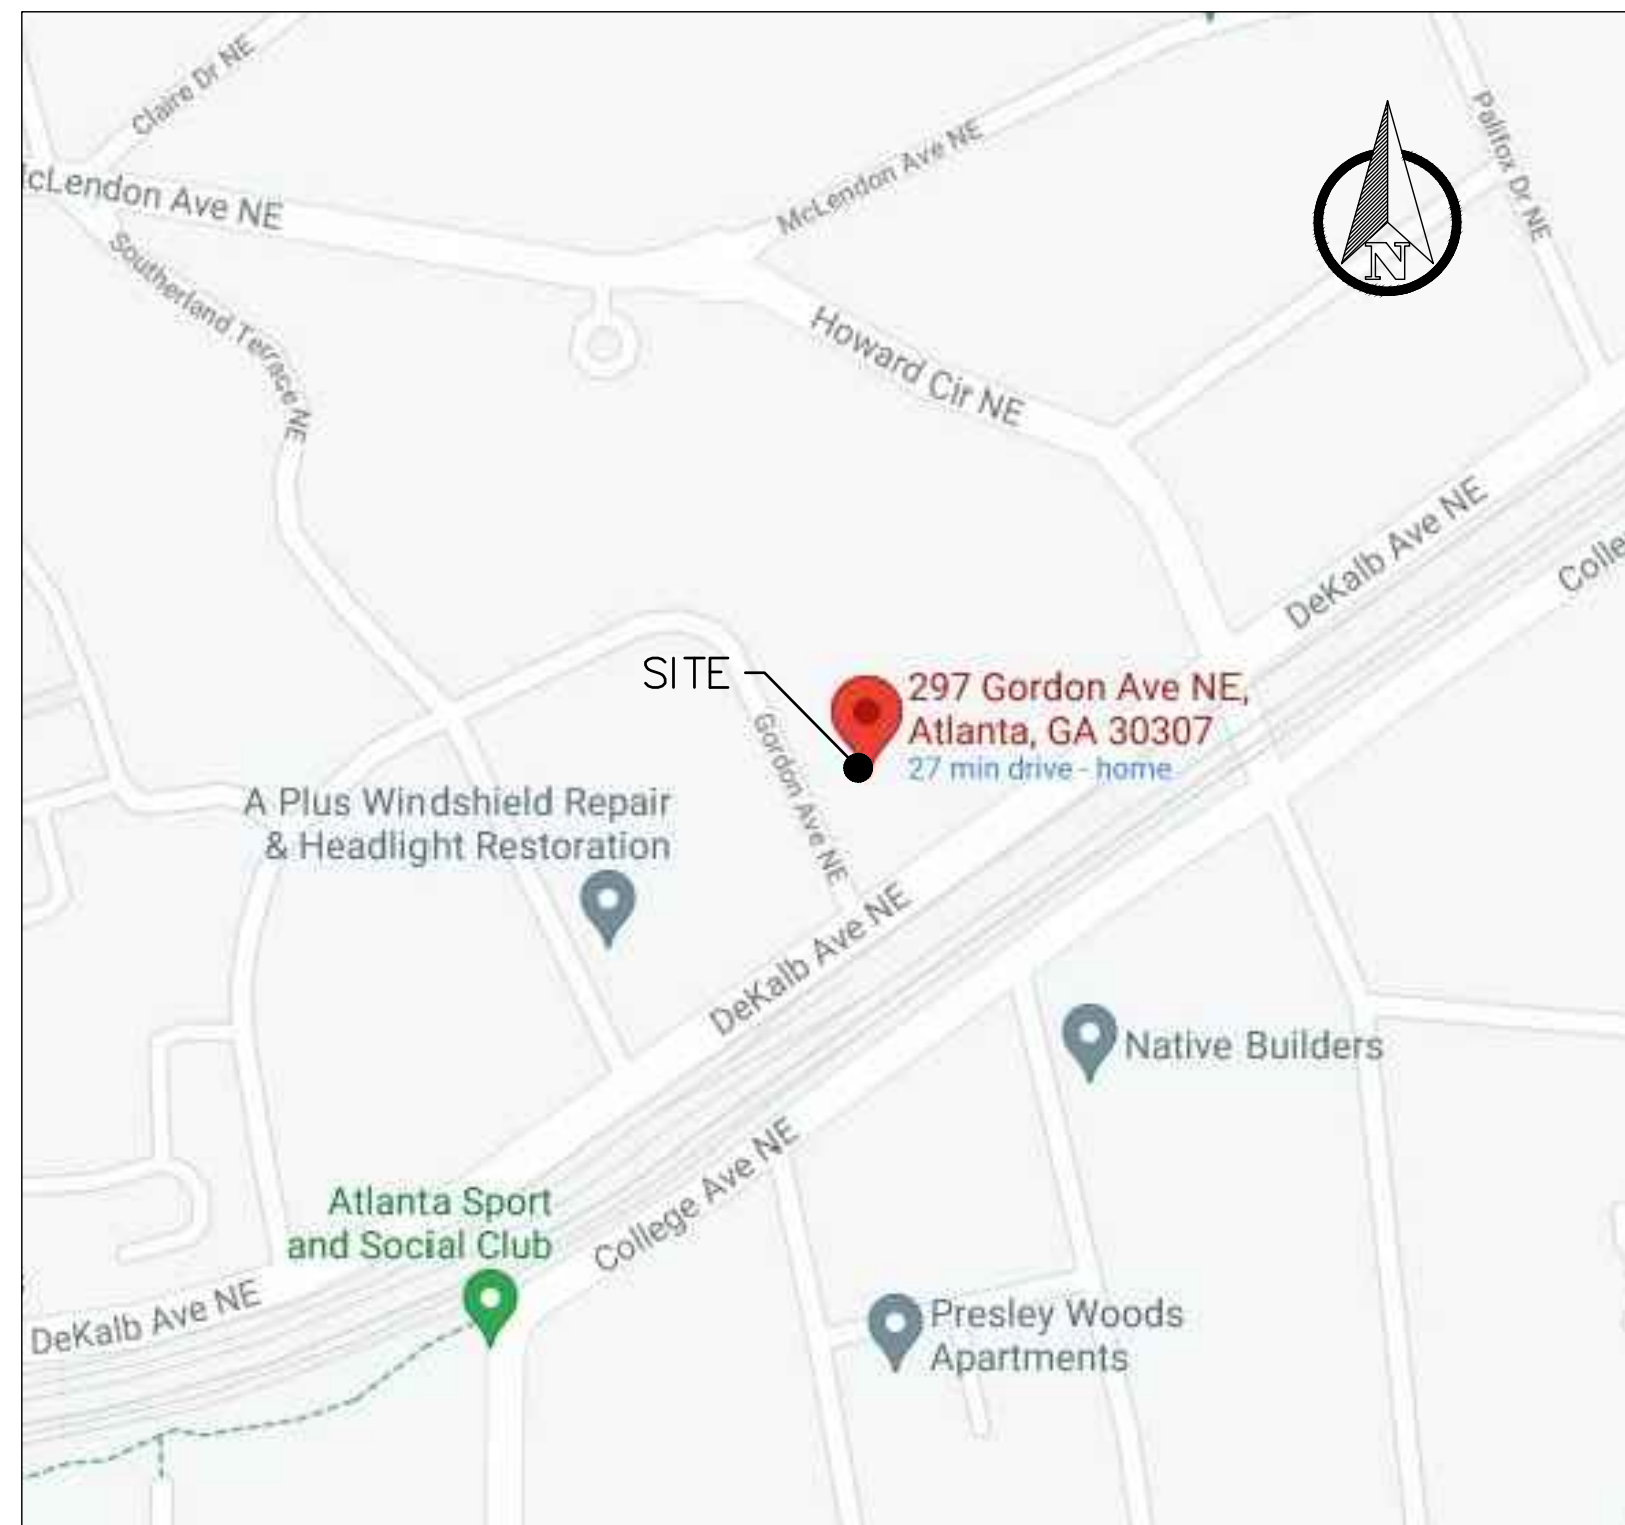 Claire Dr NE
McLendon Ave NE
Palifox Dr NE
cLendon Ave NE
N
Southerland Terrace NE
Howard Cir NE
DeKalb Ave NE
Colle
SITE
297 Gordon Ave NE,
Atlanta, GA 30307
27 min drive - home
Gordon Ave NE
A Plus Windshield Repair
& Headlight Restoration
DeKalb Ave NE
Native Builders
College Ave NE
Atlanta Sport
and Social Club
DeKalb Ave NE
Presley Woods
Apartments